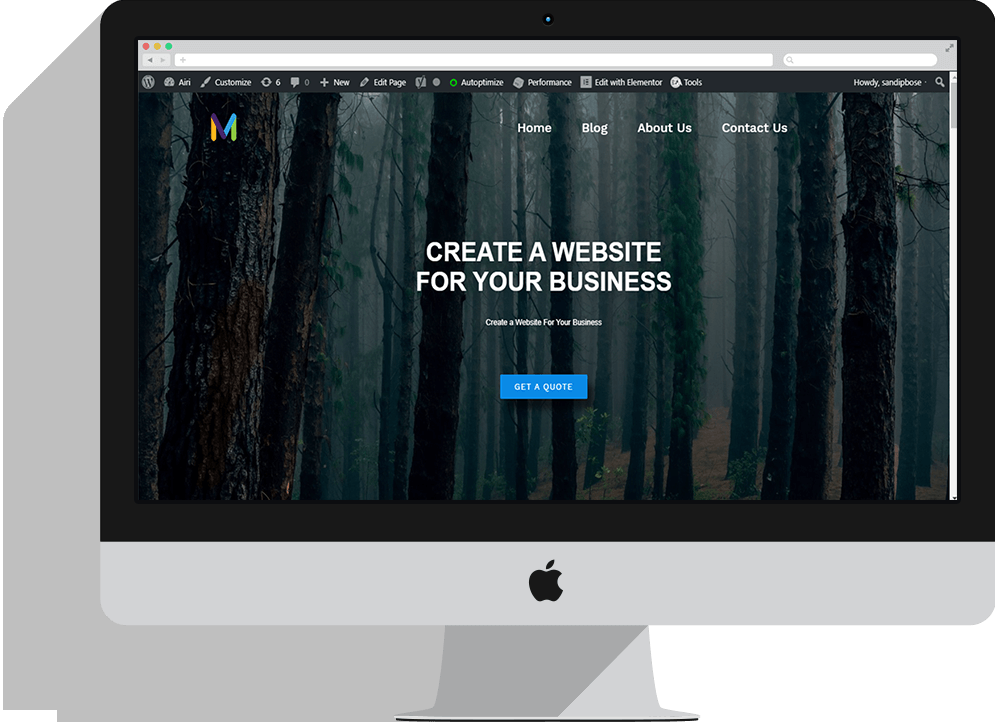 Airi Customize 6 0 New Edit Page Autoptimize Performance Edit with Elementor EA Tools Howdy, sandipbose
M Home Blog About Us Contact Us
CREATE A WEBSITE
FOR YOUR BUSINESS
Create a Website For Your Business
GET A QUOTE